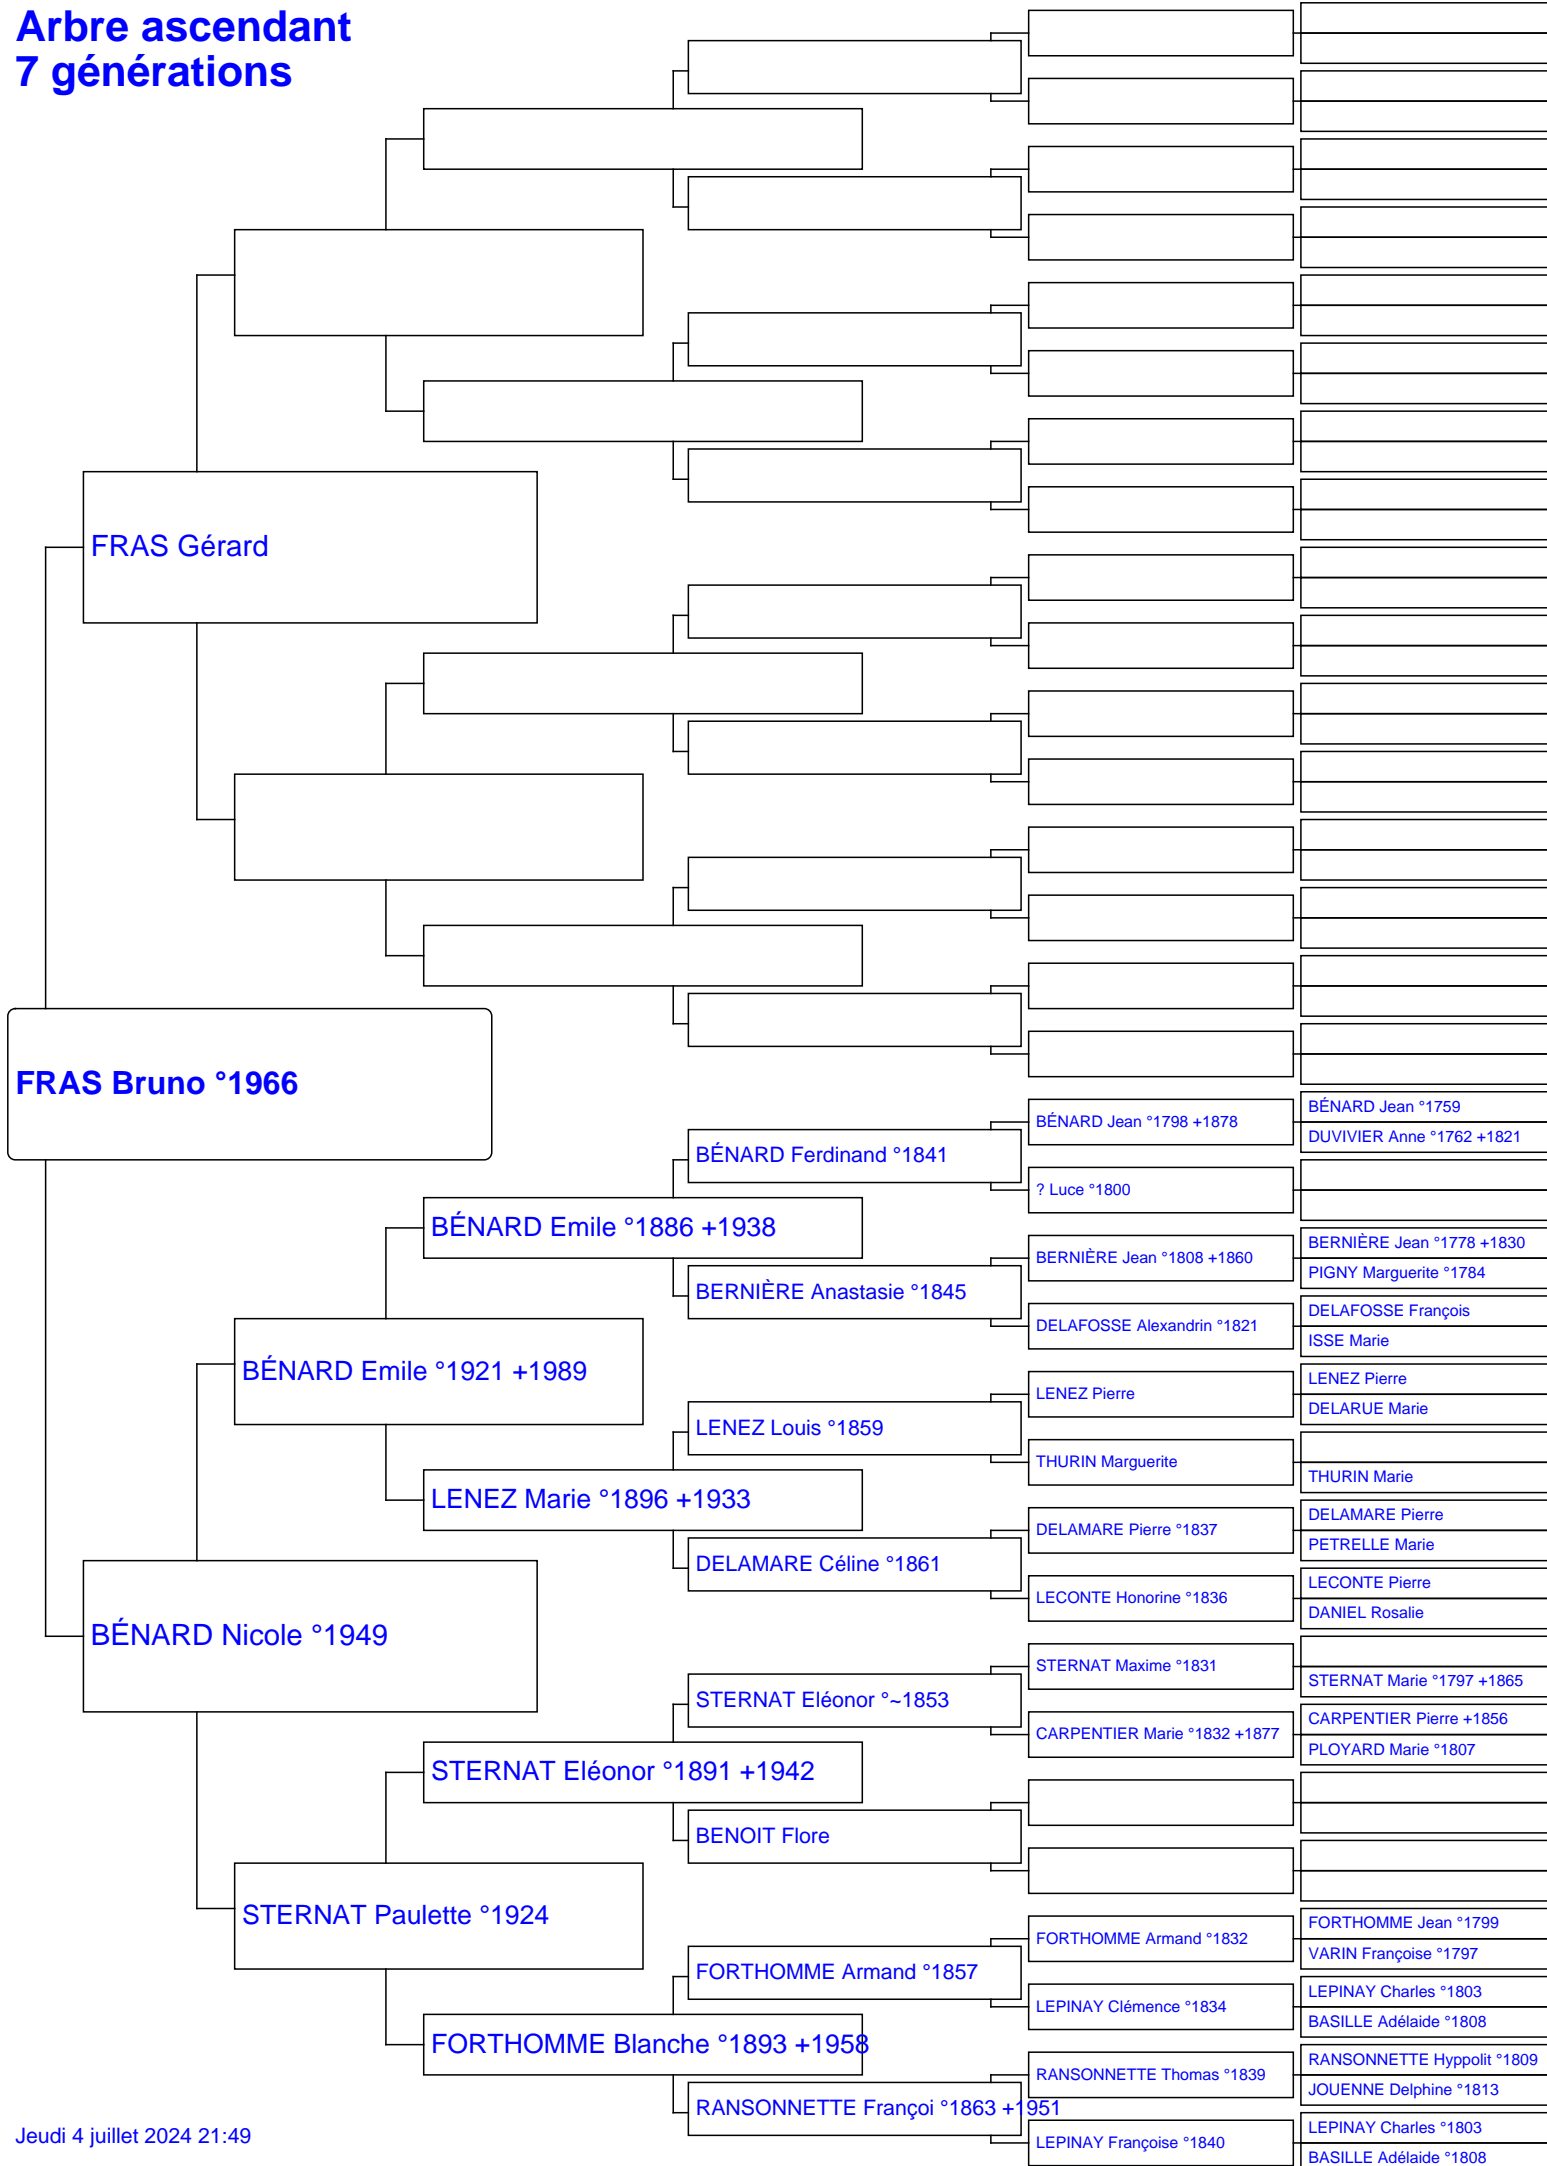 Arbre ascendant
7 générations
FRAS Gérard
FRAS Bruno °1966
BÉNARD Jean °1759
BÉNARD Jean °1798 +1878
DUVIVIER Anne °1762 +1821
BÉNARD Ferdinand °1841
? Luce °1800
BÉNARD Emile °1886 +1938
BERNIÈRE Jean °1778 +1830
BERNIÈRE Jean °1808 +1860
PIGNY Marguerite °1784
BERNIÈRE Anastasie °1845
DELAFOSSE François
DELAFOSSE Alexandrin °1821
ISSE Marie
BÉNARD Emile °1921 +1989
LENEZ Pierre
LENEZ Pierre
DELARUE Marie
LENEZ Louis °1859
THURIN Marguerite
THURIN Marie
LENEZ Marie °1896 +1933
DELAMARE Pierre
DELAMARE Pierre °1837
PETRELLE Marie
DELAMARE Céline °1861
LECONTE Pierre
LECONTE Honorine °1836
DANIEL Rosalie
BÉNARD Nicole °1949
STERNAT Maxime °1831
STERNAT Marie °1797 +1865
STERNAT Eléonor °~1853
CARPENTIER Pierre +1856
CARPENTIER Marie °1832 +1877
PLOYARD Marie °1807
STERNAT Eléonor °1891 +1942
BENOIT Flore
STERNAT Paulette °1924
FORTHOMME Jean °1799
FORTHOMME Armand °1832
VARIN Françoise °1797
FORTHOMME Armand °1857
LEPINAY Charles °1803
LEPINAY Clémence °1834
BASILLE Adélaide °1808
FORTHOMME Blanche °1893 +1958
RANSONNETTE Hyppolit °1809
RANSONNETTE Thomas °1839
JOUENNE Delphine °1813
RANSONNETTE Françoi °1863 +1951
LEPINAY Charles °1803
LEPINAY Françoise °1840
BASILLE Adélaide °1808
Jeudi 4 juillet 2024 21:49